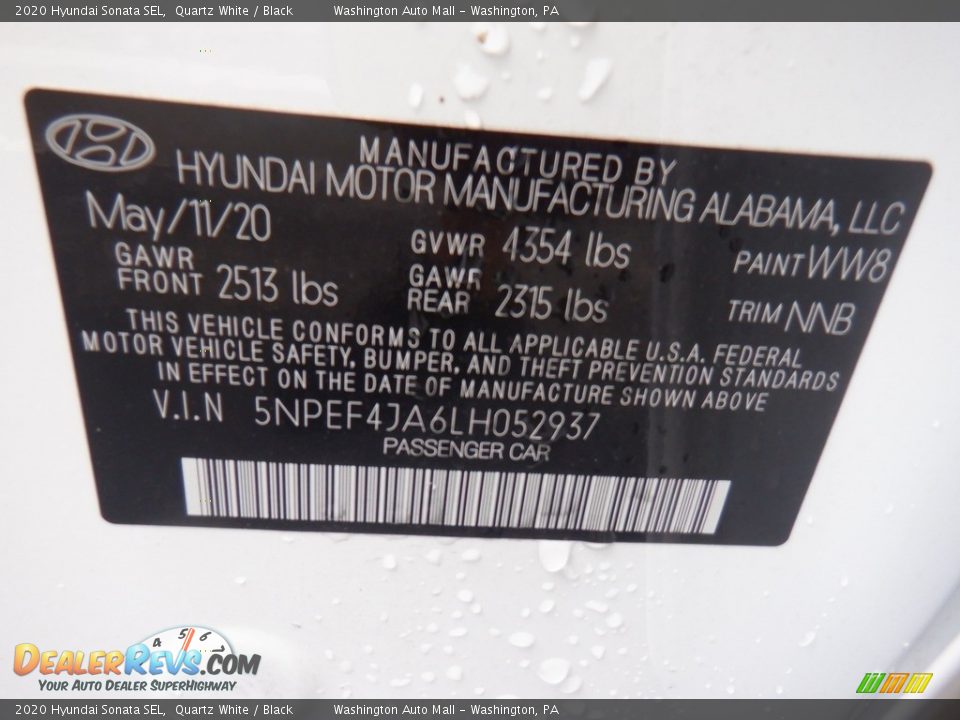 2020 Hyundai Sonata SEL,  Quartz White / Black        Washington Auto Mall - Washington, PA
MANUFACTURED BY
HYUNDAI MOTOR MANUFACTURING ALABAMA, LLC
May/11/20
GVWR 4354 lbs
PAINT WW8
GAWR FRONT 2513 lbs
GAWR REAR 2315 lbs
TRIM NNB
THIS VEHICLE CONFORMS TO ALL APPLICABLE U.S.A. FEDERAL
MOTOR VEHICLE SAFETY, BUMPER, AND THEFT PREVENTION STANDARDS
IN EFFECT ON THE DATE OF MANUFACTURE SHOWN ABOVE
V.I.N 5NPEF4JA6LH052937
PASSENGER CAR
4 5 6 7
DEALERREVS.COM
YOUR AUTO DEALER SUPERHIGHWAY
2020 Hyundai Sonata SEL,  Quartz White / Black        Washington Auto Mall - Washington, PA